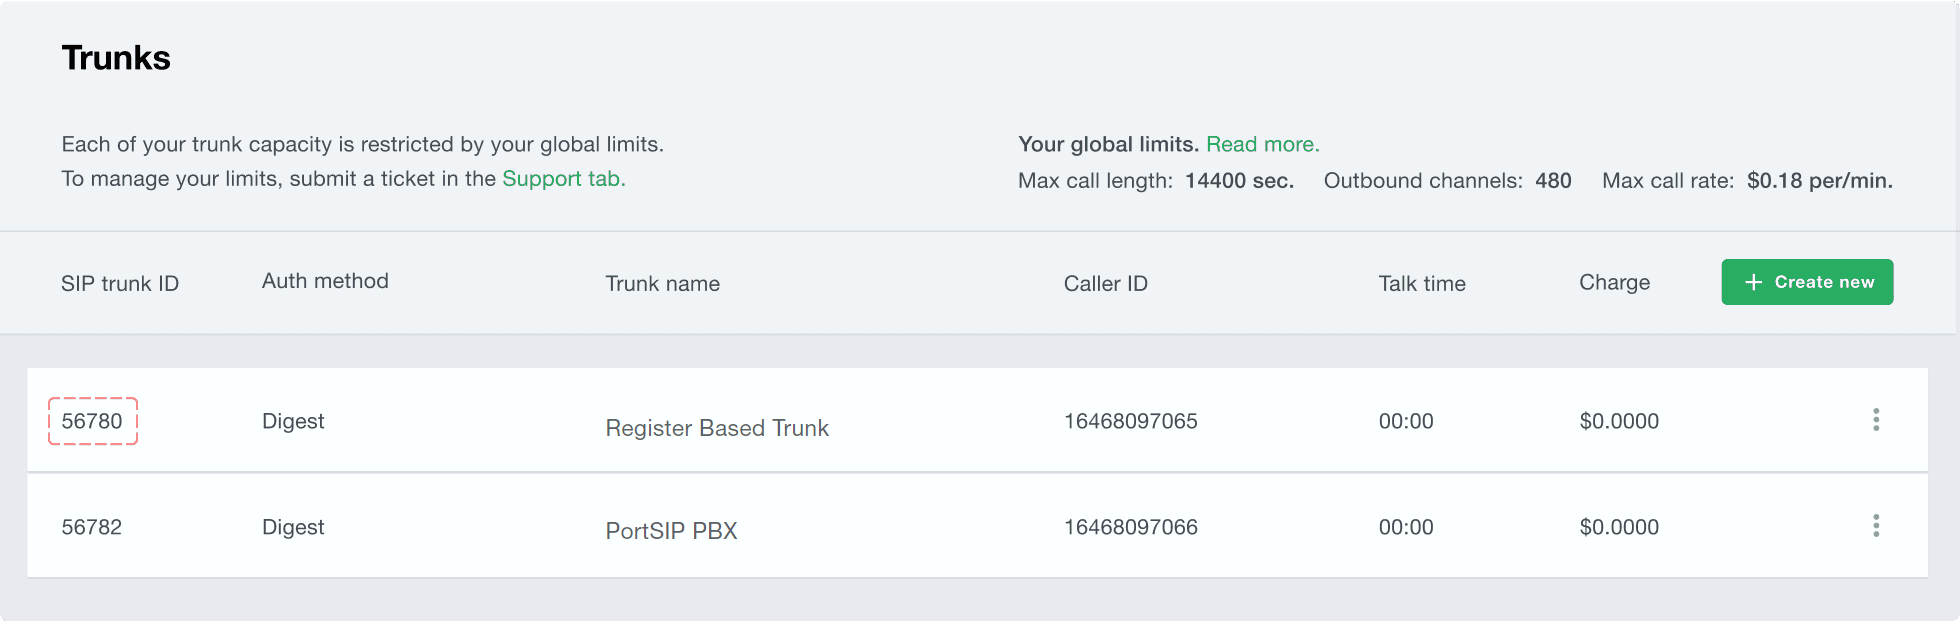 Trunks
Each of your trunk capacity is restricted by your global limits.
To manage your limits, submit a ticket in the Support tab.
Your global limits. Read more.
Max call length: 14400 sec. Outbound channels: 480 Max call rate: $0.18 per/min.
SIP trunk ID Auth method Trunk name Caller ID Talk time Charge + Create new
56780 Digest Register Based Trunk 16468097065 00:00 $0.0000
56782 Digest PortSIP PBX 16468097066 00:00 $0.0000